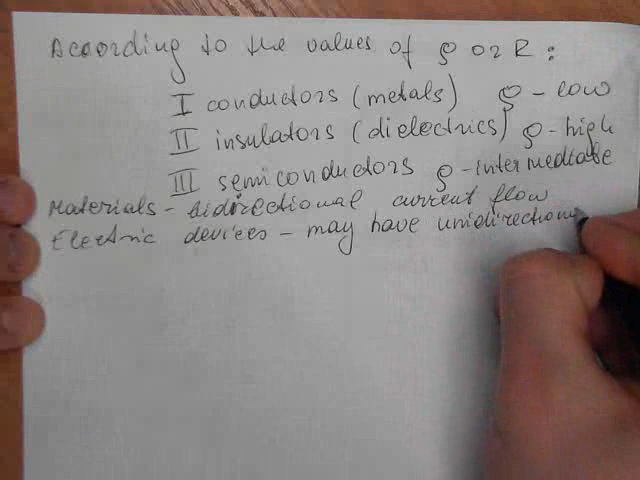 According to the values of ρ or R:
I conductors (metals) ρ - low
II insulators (dielectrics) ρ - high
III semiconductors ρ - intermediate
Materials - bidirectional current flow
Electric devices - may have unidirectiona